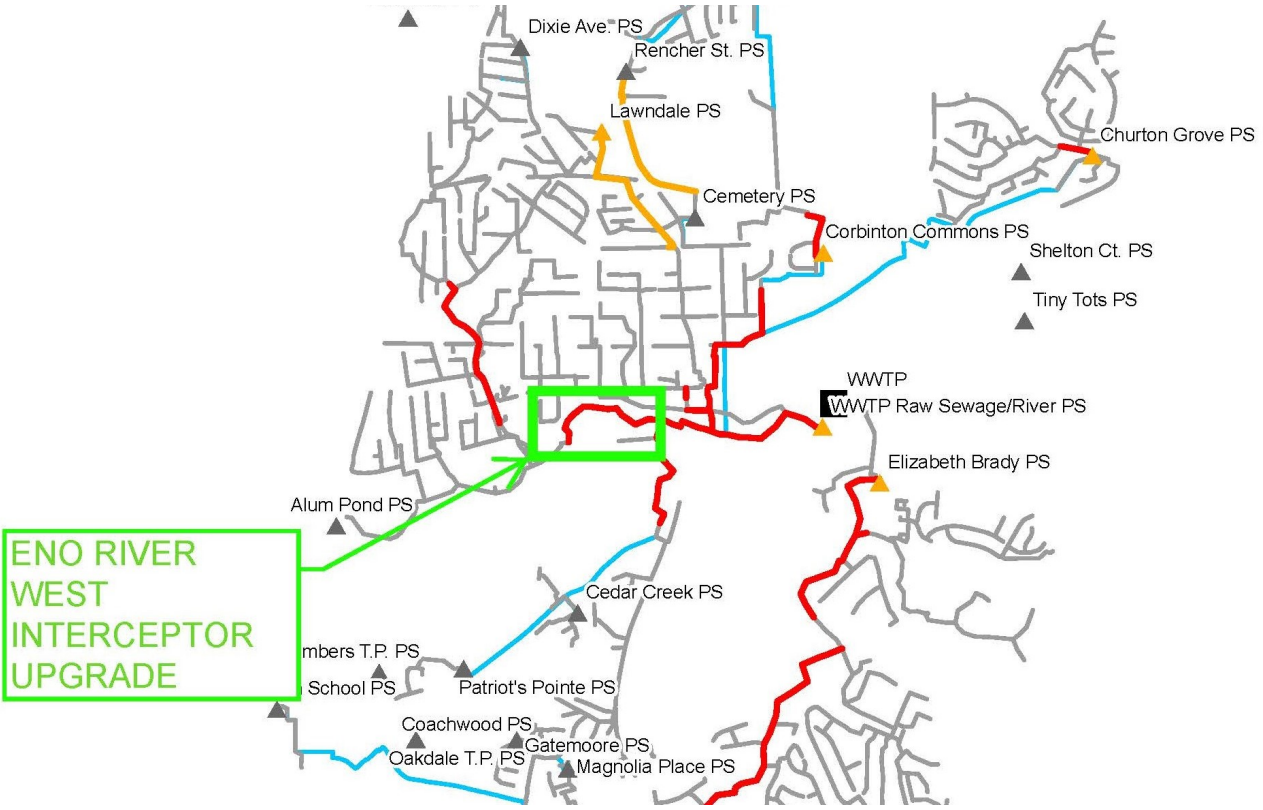 Dixie Ave. PS
Rencher St. PS
Lawndale PS
Churton Grove PS
Cemetery PS
Corbinton Commons PS
Shelton Ct. PS
Tiny Tots PS
WWTP
WWTP Raw Sewage/River PS
Elizabeth Brady PS
Alum Pond PS
ENO RIVER
WEST
INTERCEPTOR
UPGRADE
Cedar Creek PS
mbers T.P. PS
School PS
Patriot's Pointe PS
Coachwood PS
Gatemoore PS
Oakdale T.P. PS
Magnolia Place PS